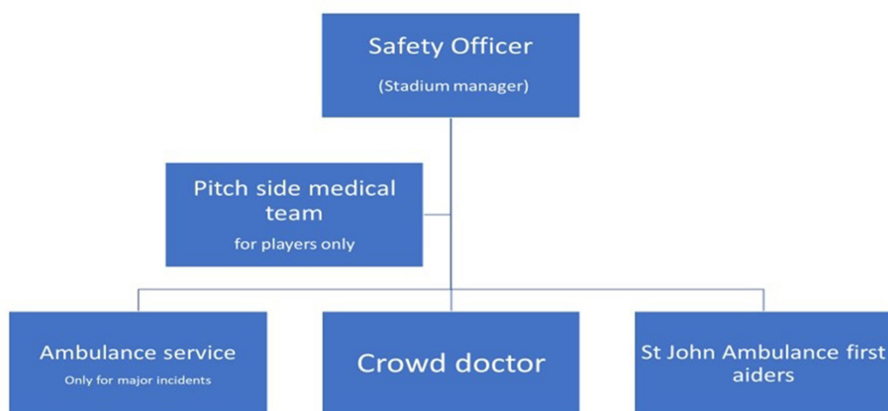 Safety Officer
(Stadium manager)
Pitch side medical
team
for players only
Ambulance service
Only for major incidents
Crowd doctor
St John Ambulance first
aiders